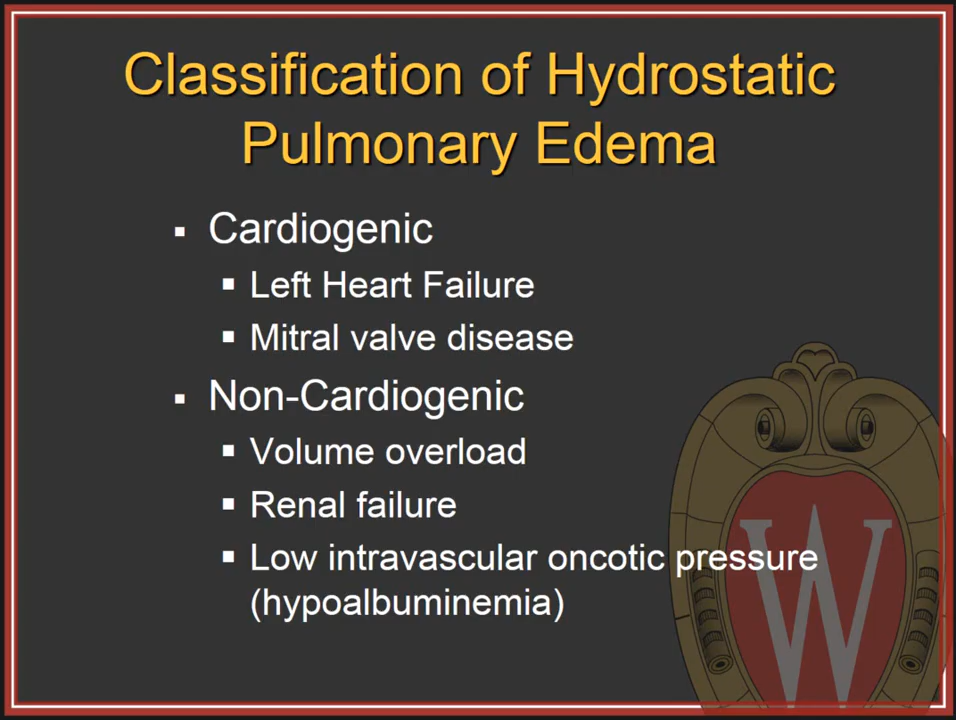 Classification of Hydrostatic
Pulmonary Edema
▪ Cardiogenic
▪ Left Heart Failure
▪ Mitral valve disease
▪ Non-Cardiogenic
▪ Volume overload
▪ Renal failure
▪ Low intravascular oncotic pressure
(hypoalbuminemia)
W